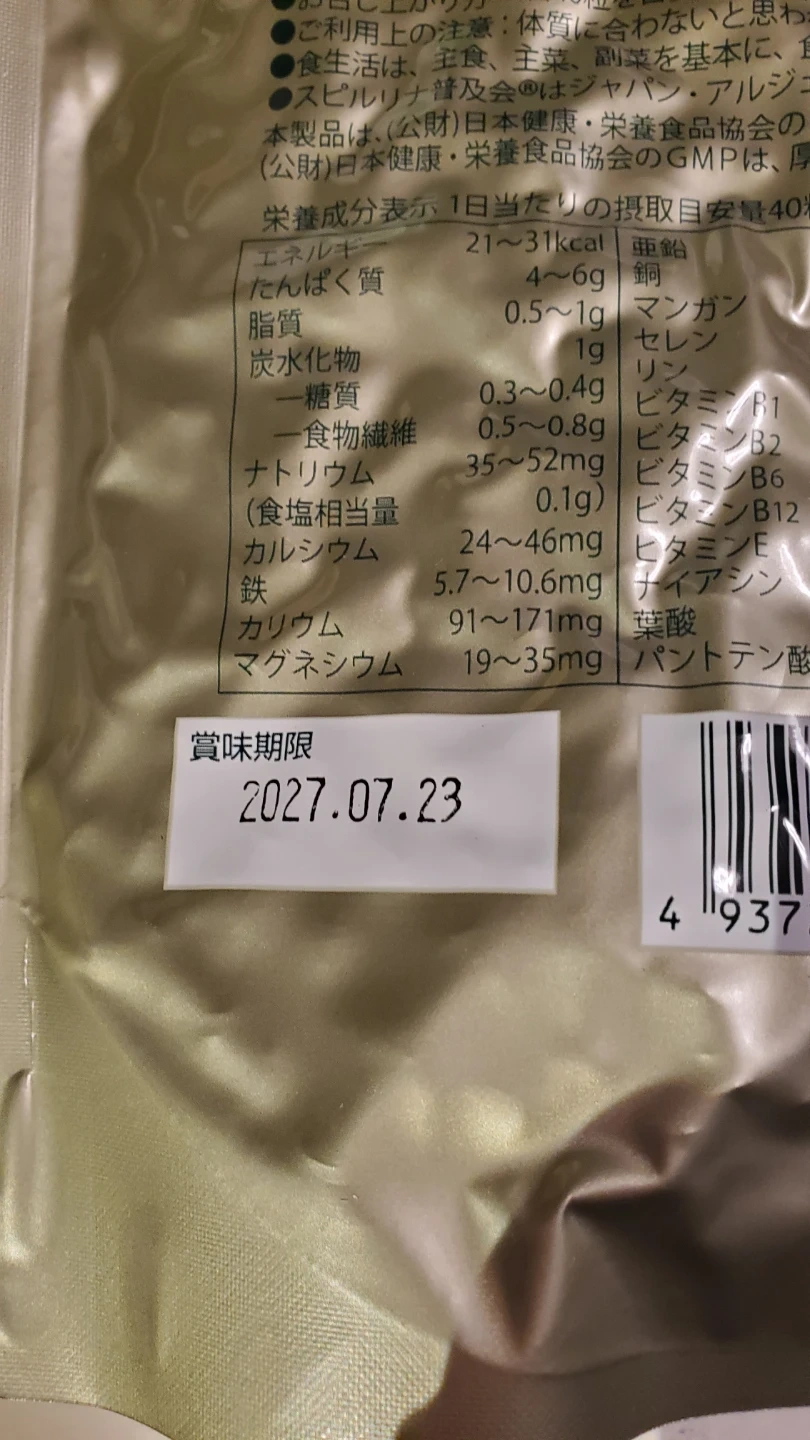 ●ご利用上の注意：体質に合わないと思わ
●食生活は、主食、主菜、副菜を基本に、
●スピルリナ普及会®はジャパン・アルジ
本製品は、(公財)日本健康・栄養食品協会の
(公財)日本健康・栄養食品協会のGMPは、厚
栄養成分表示 1日当たりの摂取目安量40粒
エネルギー 21～31kcal 亜鉛
たんぱく質 4～6g 銅
脂質 0.5～1g マンガン
炭水化物 1g セレン
リン
―糖質 0.3～0.4g ビタミンB1
―食物繊維 0.5～0.8g ビタミンB2
ナトリウム 35～52mg ビタミンB6
(食塩相当量 0.1g) ビタミンB12
カルシウム 24～46mg ビタミンE
鉄 5.7～10.6mg ナイアシン
カリウム 91～171mg 葉酸
マグネシウム 19～35mg パントテン酸
賞味期限
2027.07.23
4 937